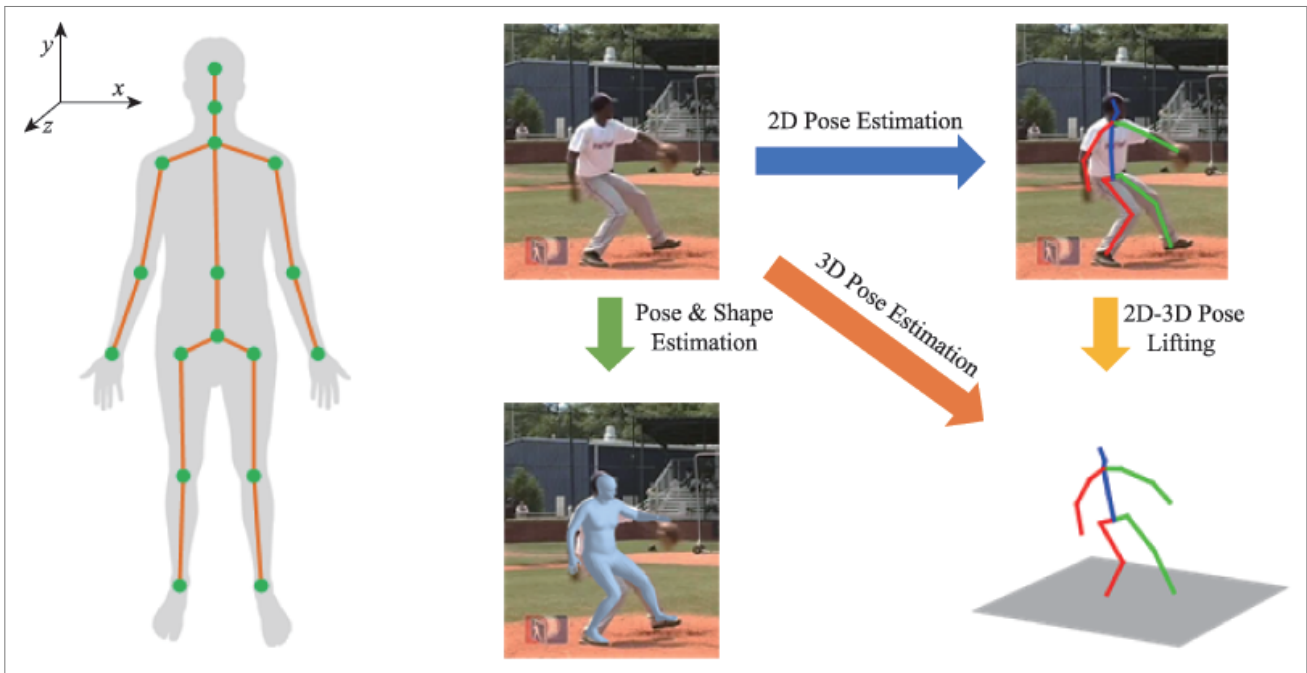 y
x
z
2D Pose Estimation
3D Pose Estimation
Pose & Shape
Estimation
2D-3D Pose
Lifting